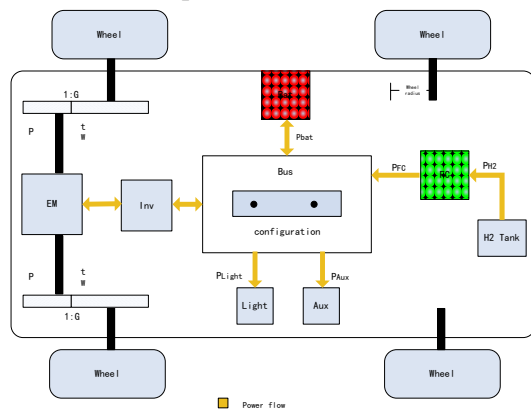 Wheel
Wheel
1:G
Wheel
radius
P
t
W
Pbat
PFC
PH2
FC
Bus
EM
Inv
configuration
H2 Tank
P
t
W
PLight
PAux
Light
Aux
1:G
Wheel
Wheel
Power flow